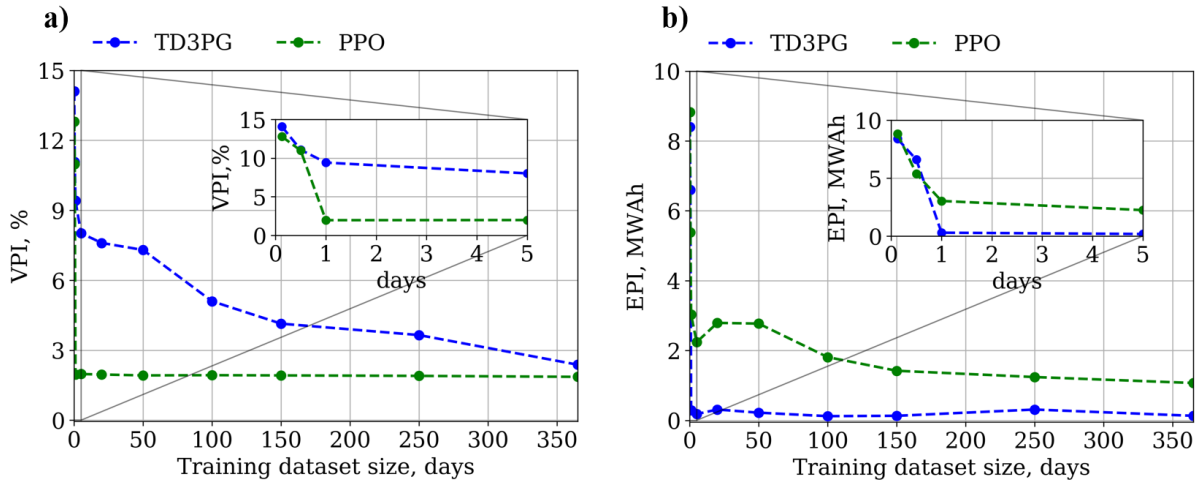 a)
TD3PG PPO
15
12
9
6
3
0
VPI, %
0 50 100 150 200 250 300 350
Training dataset size, days
15
10
5
0
VPI,%
0 1 2 3 4 5
days
b)
TD3PG PPO
10
8
6
4
2
0
EPI, MWAh
0 50 100 150 200 250 300 350
Training dataset size, days
10
5
0
EPI, MWAh
0 1 2 3 4 5
days